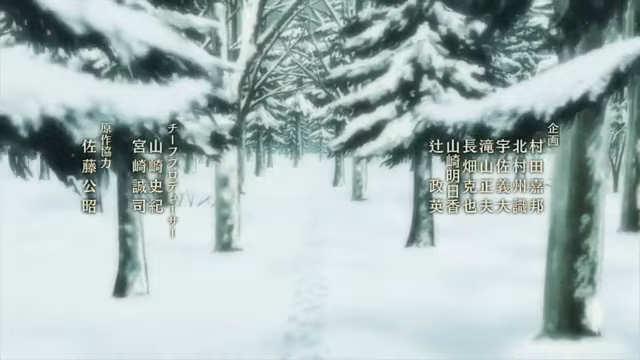 企画
村田嘉邦
北村州識
宇佐義大
滝山正夫
長畑克也
山崎明日香
辻政英
チーフプロデューサー
山崎史紀
宮崎誠司
原作協力
佐藤公昭